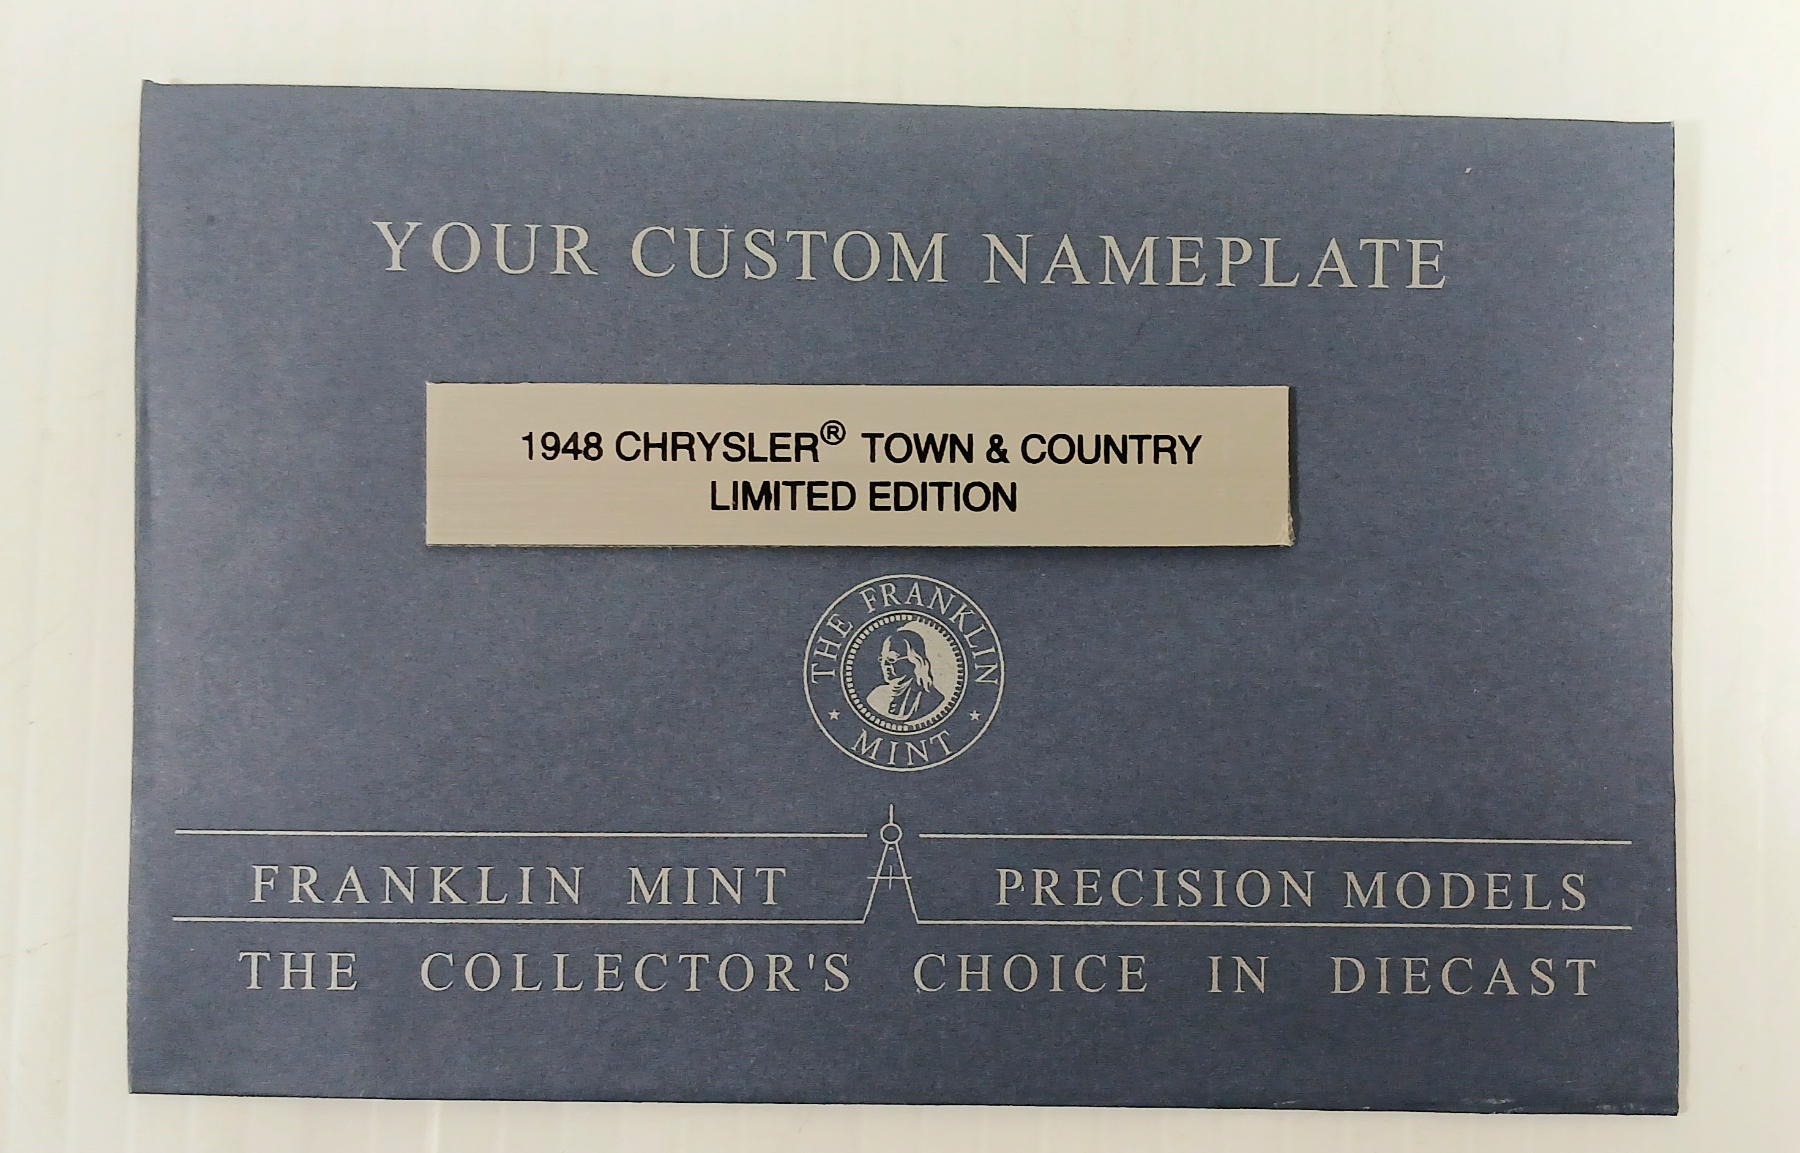 YOUR CUSTOM NAMEPLATE
1948 CHRYSLER® TOWN & COUNTRY
LIMITED EDITION
THE FRANKLIN
MINT
FRANKLIN MINT PRECISION MODELS
THE COLLECTOR'S CHOICE IN DIECAST